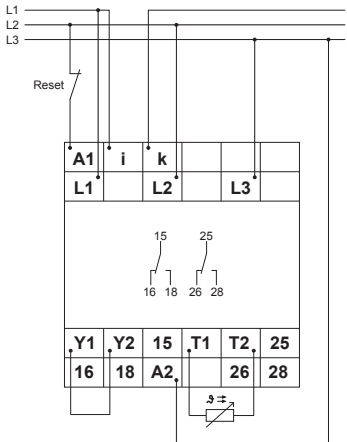 L1
L2
L3
Reset
A1 i k
L1 L2 L3
15 25
16 18 26 28
Y1 Y2 15 T1 T2 25
16 18 A2 26 28
ϑ